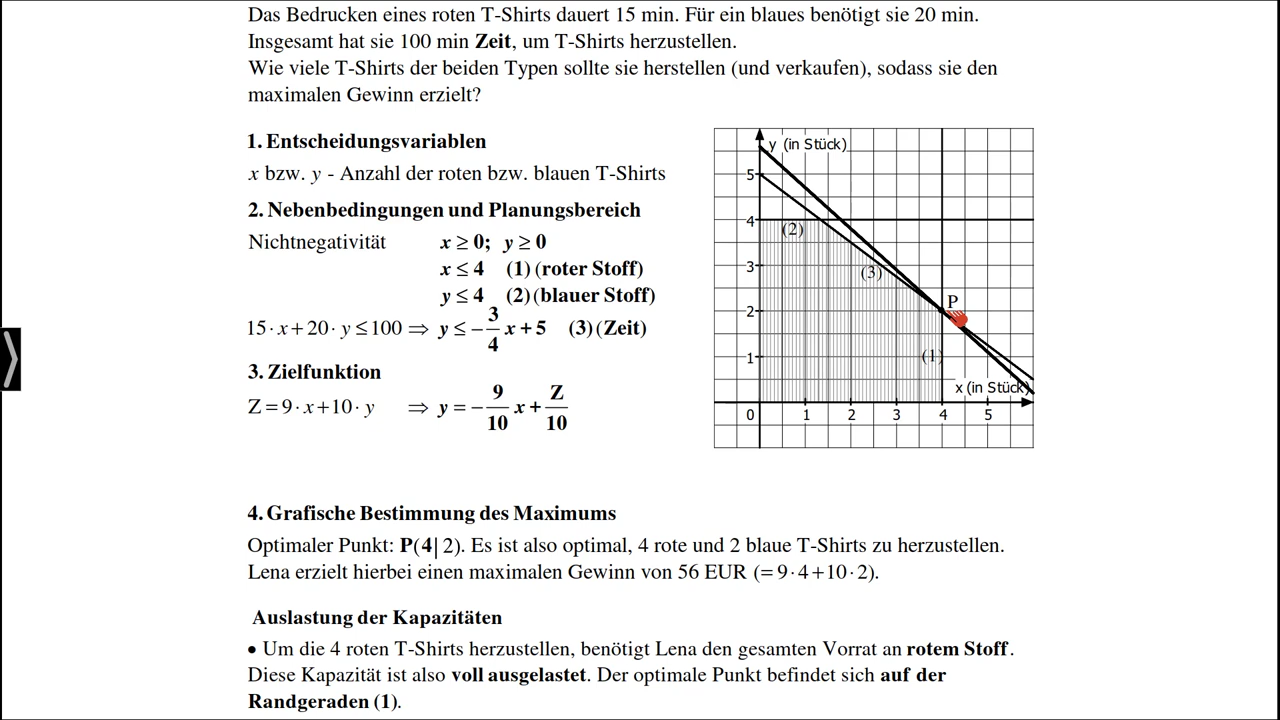 Das Bedrucken eines roten T-Shirts dauert 15 min. Für ein blaues benötigt sie 20 min.
Insgesamt hat sie 100 min Zeit, um T-Shirts herzustellen.
Wie viele T-Shirts der beiden Typen sollte sie herstellen (und verkaufen), sodass sie den
maximalen Gewinn erzielt?
1. Entscheidungsvariablen
x bzw. y - Anzahl der roten bzw. blauen T-Shirts
2. Nebenbedingungen und Planungsbereich
Nichtnegativität x ≥ 0; y ≥ 0
x ≤ 4 (1) (roter Stoff)
y ≤ 4 (2) (blauer Stoff)
15·x+20·y ≤ 100 ⇒ y ≤ −3/4 x+5 (3) (Zeit)
3. Zielfunktion
Z = 9·x+10·y ⇒ y = −9/10 x + Z/10
y (in Stück)
5
4
(2)
3
(3)
2
P
1
(1)
x (in Stück)
0 1 2 3 4 5
4. Grafische Bestimmung des Maximums
Optimaler Punkt: P(4|2). Es ist also optimal, 4 rote und 2 blaue T-Shirts zu herzustellen.
Lena erzielt hierbei einen maximalen Gewinn von 56 EUR (=9·4+10·2).
Auslastung der Kapazitäten
• Um die 4 roten T-Shirts herzustellen, benötigt Lena den gesamten Vorrat an rotem Stoff.
Diese Kapazität ist also voll ausgelastet. Der optimale Punkt befindet sich auf der
Randgeraden (1).